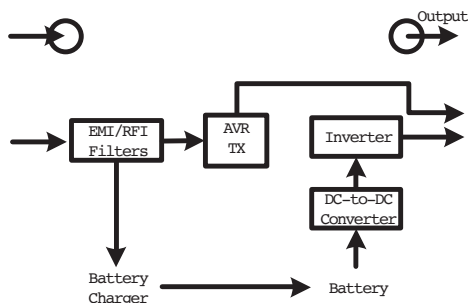 Output
EMI/RFI
Filters
AVR
TX
Inverter
DC-to-DC
Converter
Battery
Charger
Battery